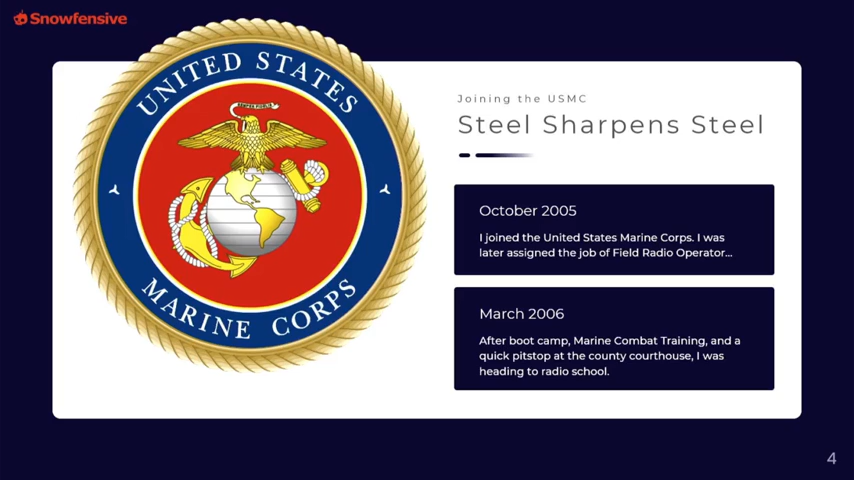 Snowfensive
UNITED STATES
SEMPER FIDELIS
MARINE CORPS
Joining the USMC
Steel Sharpens Steel
October 2005
I joined the United States Marine Corps. I was
later assigned the job of Field Radio Operator...
March 2006
After boot camp, Marine Combat Training, and a
quick pitstop at the county courthouse, I was
heading to radio school.
4